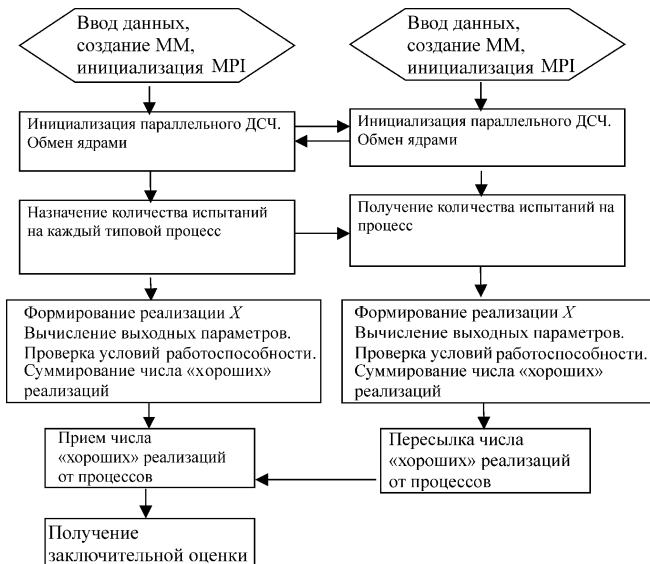 Ввод данных,
создание ММ,
инициализация MPI
Ввод данных,
создание ММ,
инициализация MPI
Инициализация параллельного ДСЧ.
Обмен ядрами
Инициализация параллельного ДСЧ.
Обмен ядрами
Назначение количества испытаний
на каждый типовой процесс
Получение количества испытаний на
процесс
Формирование реализации X
Вычисление выходных параметров.
Проверка условий работоспособности.
Суммирование числа «хороших»
реализаций
Формирование реализации X
Вычисление выходных параметров.
Проверка условий работоспособности.
Суммирование числа «хороших»
реализаций
Прием числа
«хороших» реализаций
от процессов
Пересылка числа
«хороших» реализаций
от процессов
Получение
заключительной оценки